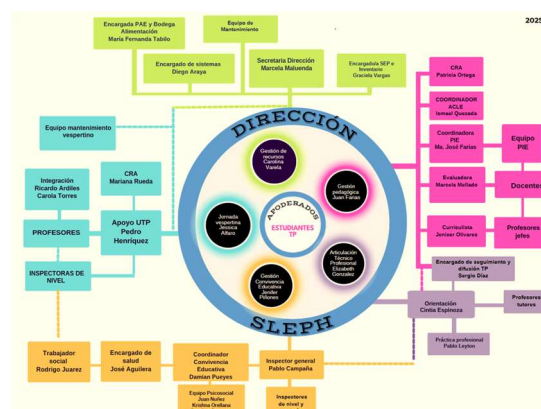 2025
Encargada PAE y Bodega
Alimentación
María Fernanda Tabilo
Equipo de
Mantenimiento
Encargado de sistemas
Diego Araya
Secretaria Dirección
Marcela Maluenda
Encargada/a SEP e
Inventario
Graciela Vargas
Equipo mantenimiento
vespertino
Integración
Ricardo Ardiles
Carola Torres
CRA
Mariana Rueda
PROFESORES
Apoyo UTP
Pedro
Henríquez
INSPECTORAS DE
NIVEL
DIRECCIÓN
Gestión de
recursos
Carolina
Varela
Gestión
pedagógica
Juan Farias
Jornada
vespertina
Jessica
Alfaro
APODERADOS
ESTUDIANTES
TP
Articulación
Técnico
Profesional
Elizabeth
Gonzalez
Gestión
Convivencia
Educativa
Jenifer
Piñones
SLEPH
CRA
Patricia Ortega
COORDINADOR
ACLE
Ismael Quezada
Coordinadora
PIE
Ma. José Farías
Equipo
PIE
Evaluadora
Marcela Mallado
Docente
Curriculista
Jenixer Olivares
Profesores
jefes
Encargado de seguimiento y
difusión TP
Sergio Díaz
Orientación
Cintia Espinoza
Profesores
tutores
Práctica profesional
Pablo Leyton
Trabajador
social
Rodrigo Juarez
Encargado de
salud
José Aguilera
Coordinador
Convivencia
Educativa
Damian Pueyes
Inspector general
Pablo Campaña
Equipo Psicosocial
Juan Nuñez
Krishna Orellana
Inspectores
de nivel y